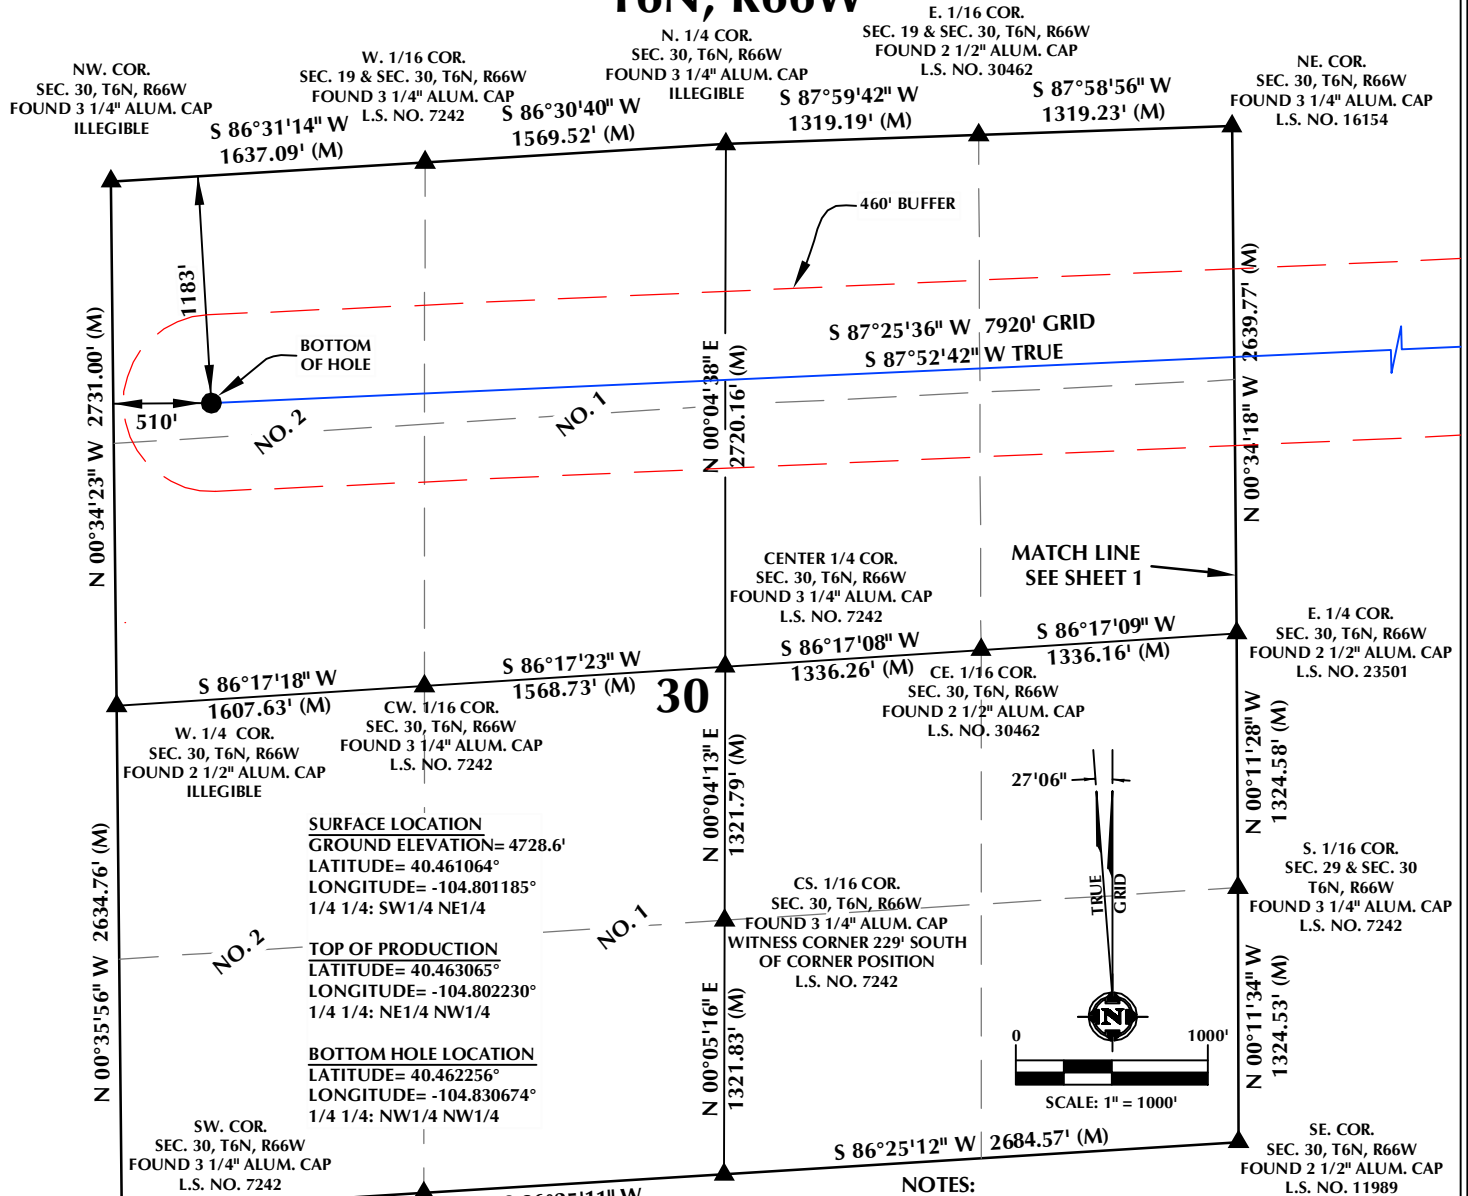 T6N, R66W
NW. COR.
SEC. 30, T6N, R66W
FOUND 3 1/4" ALUM. CAP
ILLEGIBLE
W. 1/16 COR.
SEC. 19 & SEC. 30, T6N, R66W
FOUND 3 1/4" ALUM. CAP
L.S. NO. 7242
N. 1/4 COR.
SEC. 30, T6N, R66W
FOUND 3 1/4" ALUM. CAP
ILLEGIBLE
E. 1/16 COR.
SEC. 19 & SEC. 30, T6N, R66W
FOUND 2 1/2" ALUM. CAP
L.S. NO. 30462
NE. COR.
SEC. 30, T6N, R66W
FOUND 3 1/4" ALUM. CAP
L.S. NO. 16154
S 86°31'14" W
1637.09' (M)
S 86°30'40" W
1569.52' (M)
S 87°59'42" W
1319.19' (M)
S 87°58'56" W
1319.23' (M)
460' BUFFER
1183'
BOTTOM
OF HOLE
510'
S 87°25'36" W 7920' GRID
S 87°52'42" W TRUE
NO. 2
NO. 1
N 00°34'23" W 2731.00' (M)
N 00°04'38" E
2720.16' (M)
N 00°34'18" W 2639.77' (M)
MATCH LINE
SEE SHEET 1
CENTER 1/4 COR.
SEC. 30, T6N, R66W
FOUND 3 1/4" ALUM. CAP
L.S. NO. 7242
E. 1/4 COR.
SEC. 30, T6N, R66W
FOUND 2 1/2" ALUM. CAP
L.S. NO. 23501
S 86°17'18" W
1607.63' (M)
S 86°17'23" W
1568.73' (M)
30
S 86°17'08" W
1336.26' (M)
S 86°17'09" W
1336.16' (M)
W. 1/4 COR.
SEC. 30, T6N, R66W
FOUND 2 1/2" ALUM. CAP
ILLEGIBLE
CW. 1/16 COR.
SEC. 30, T6N, R66W
FOUND 3 1/4" ALUM. CAP
L.S. NO. 7242
CE. 1/16 COR.
SEC. 30, T6N, R66W
FOUND 2 1/2" ALUM. CAP
L.S. NO. 30462
N 00°04'13" E
1321.79' (M)
N 00°11'28" W
1324.58' (M)
27'06"
TRUE
GRID
N
SURFACE LOCATION
GROUND ELEVATION= 4728.6'
LATITUDE= 40.461064°
LONGITUDE= -104.801185°
1/4 1/4: SW1/4 NE1/4
TOP OF PRODUCTION
LATITUDE= 40.463065°
LONGITUDE= -104.802230°
1/4 1/4: NE1/4 NW1/4
BOTTOM HOLE LOCATION
LATITUDE= 40.462256°
LONGITUDE= -104.830674°
1/4 1/4: NW1/4 NW1/4
N 00°35'56" W 2634.76' (M)
NO. 2
NO. 1
CS. 1/16 COR.
SEC. 30, T6N, R66W
FOUND 3 1/4" ALUM. CAP
WITNESS CORNER 229' SOUTH
OF CORNER POSITION
L.S. NO. 7242
S. 1/16 COR.
SEC. 29 & SEC. 30
T6N, R66W
FOUND 3 1/4" ALUM. CAP
L.S. NO. 7242
N 00°05'16" E
1321.83' (M)
N 00°11'34" W
1324.53' (M)
0 1000'
SCALE: 1" = 1000'
SW. COR.
SEC. 30, T6N, R66W
FOUND 3 1/4" ALUM. CAP
L.S. NO. 7242
S 86°25'12" W 2684.57' (M)
SE. COR.
SEC. 30, T6N, R66W
FOUND 2 1/2" ALUM. CAP
L.S. NO. 11989
NOTES: